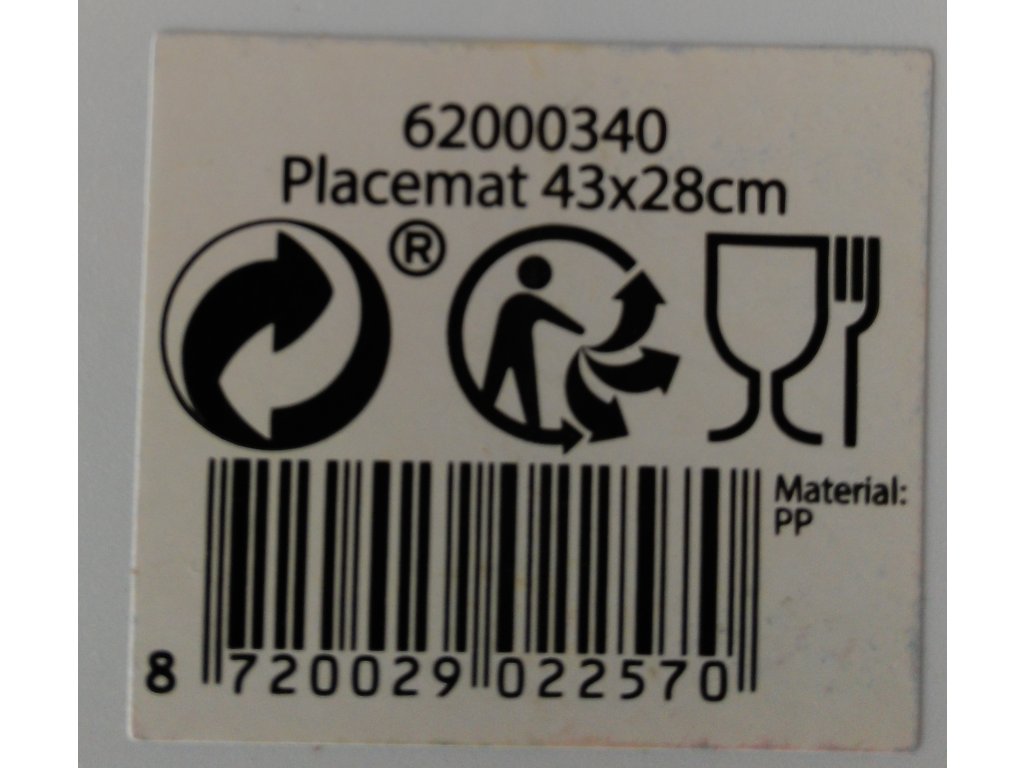 62000340
Placemat 43x28cm
®
Material:
PP
8 720029 022570